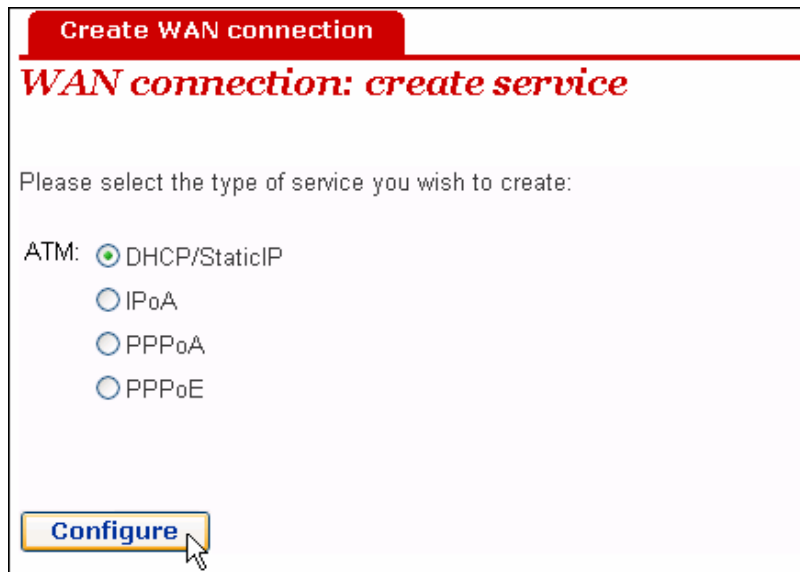 Create WAN connection
WAN connection: create service
Please select the type of service you wish to create:
ATM: DHCP/StaticIP
IPoA
PPPoA
PPPoE
Configure